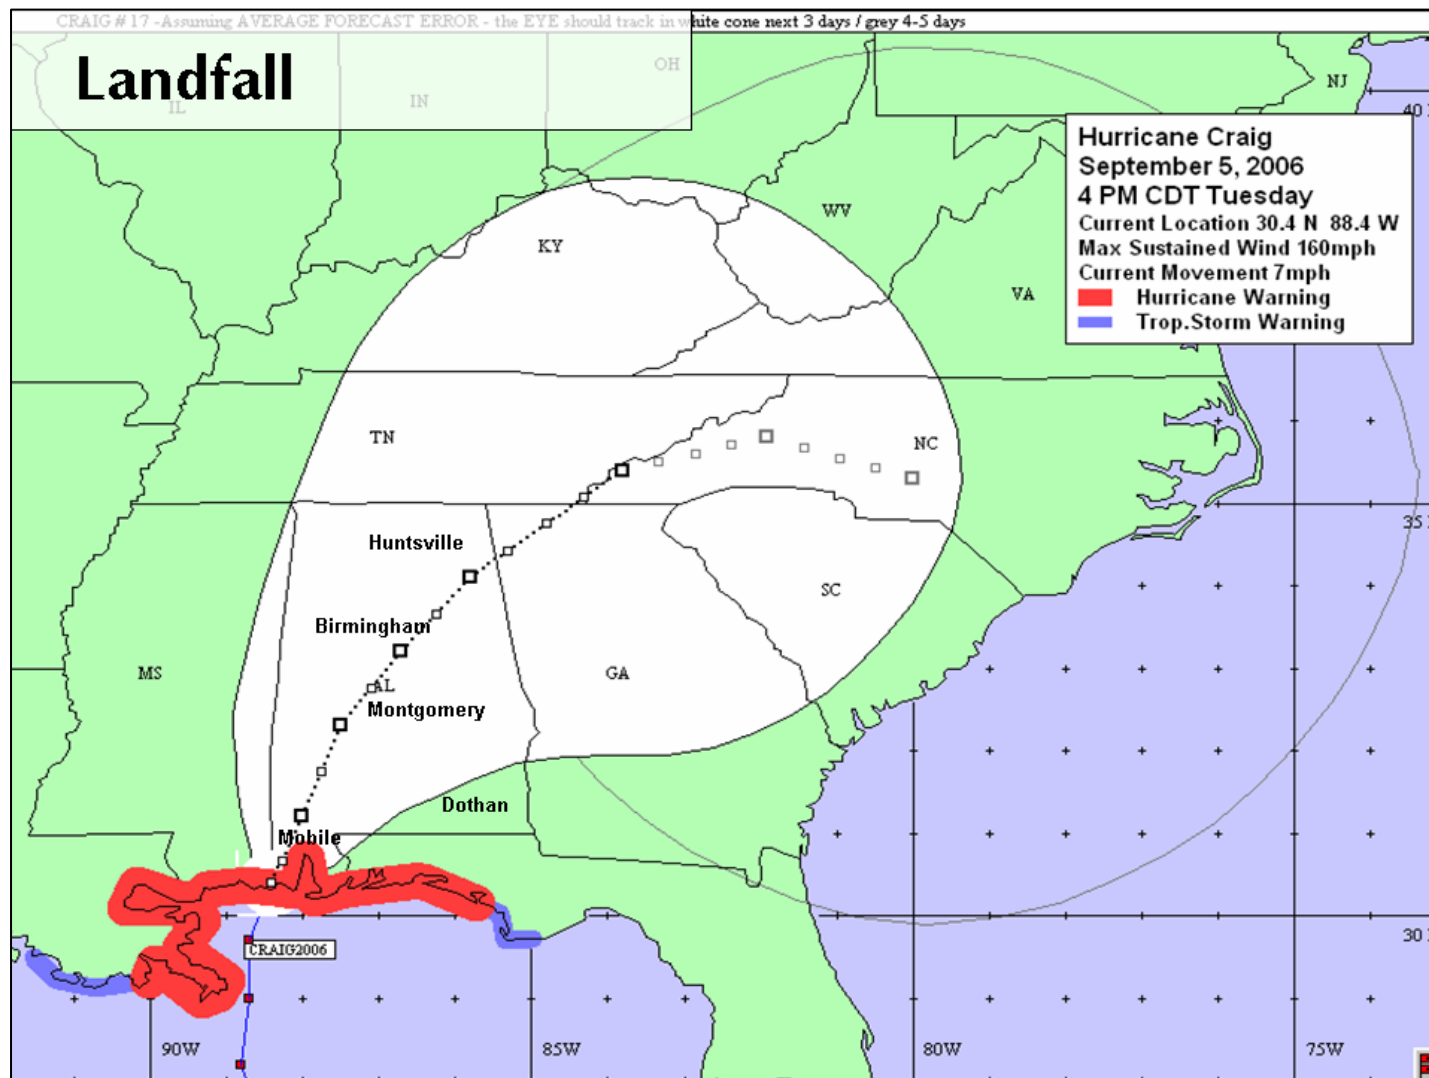 CRAIG # 17 -Assuming AVERAGE FORECAST ERROR - the EYE should track in white cone next 3 days / grey 4-5 days
Landfall
OH
IN
IL
NJ
40
Hurricane Craig
September 5, 2006
4 PM CDT Tuesday
Current Location 30.4 N 88.4 W
Max Sustained Wind 160mph
Current Movement 7mph
Hurricane Warning
Trop.Storm Warning
WV
KY
VA
TN
NC
35
Huntsville
SC
Birmingham
MS
GA
AL
Montgomery
Dothan
Mobile
30
CRAIG2006
90W
85W
80W
75W